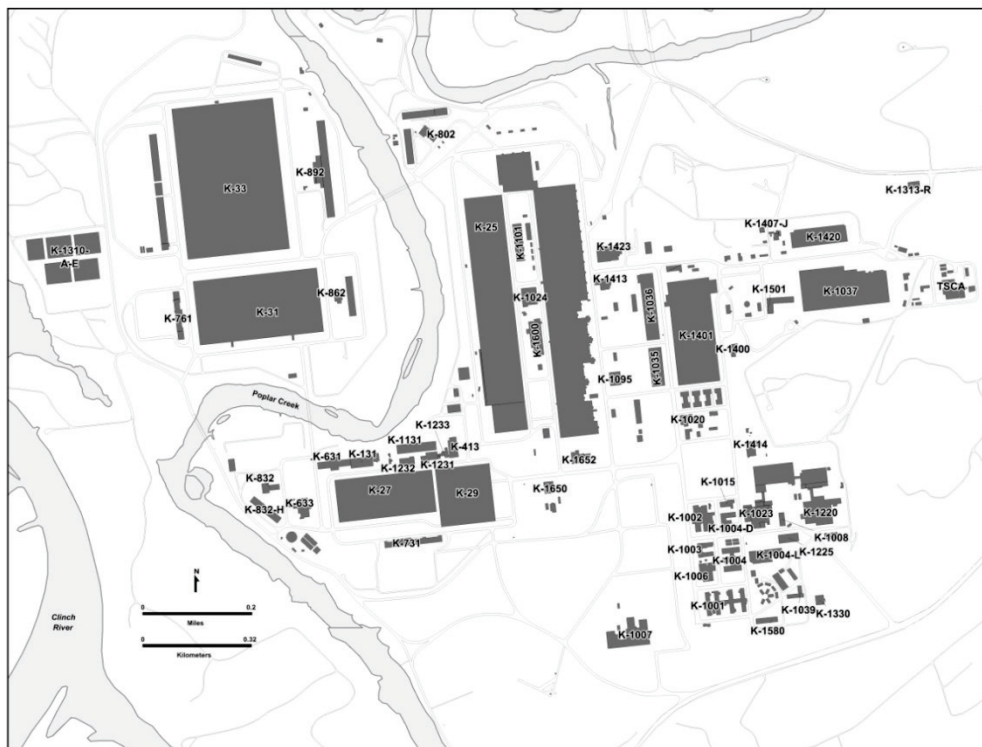 K-802
K-892
K-33
K-1313-R
K-25
K-1101
K-1407-J
K-1420
K-1310-
A-E
K-1423
K-1413
K-1036
K-1501
K-1037
TSCA
K-862
K-1024
K-31
K-761
K-1600
K-1401
K-1400
K-1035
K-1095
Poplar Creek
K-1020
K-1233
K-1131
K-413
K-1414
K-631
K-131
K-1232
K-1231
K-1652
K-832
K-27
K-29
K-1650
K-1015
K-633
K-832-H
K-1002
K-1023
K-1220
K-1004-D
K-731
K-1008
K-1003
K-1004
K-1004-L
K-1225
K-1006
N
0
0.2
Miles
K-1001
K-1039
K-1330
Clinch
River
0
0.32
Kilometers
K-1007
K-1580